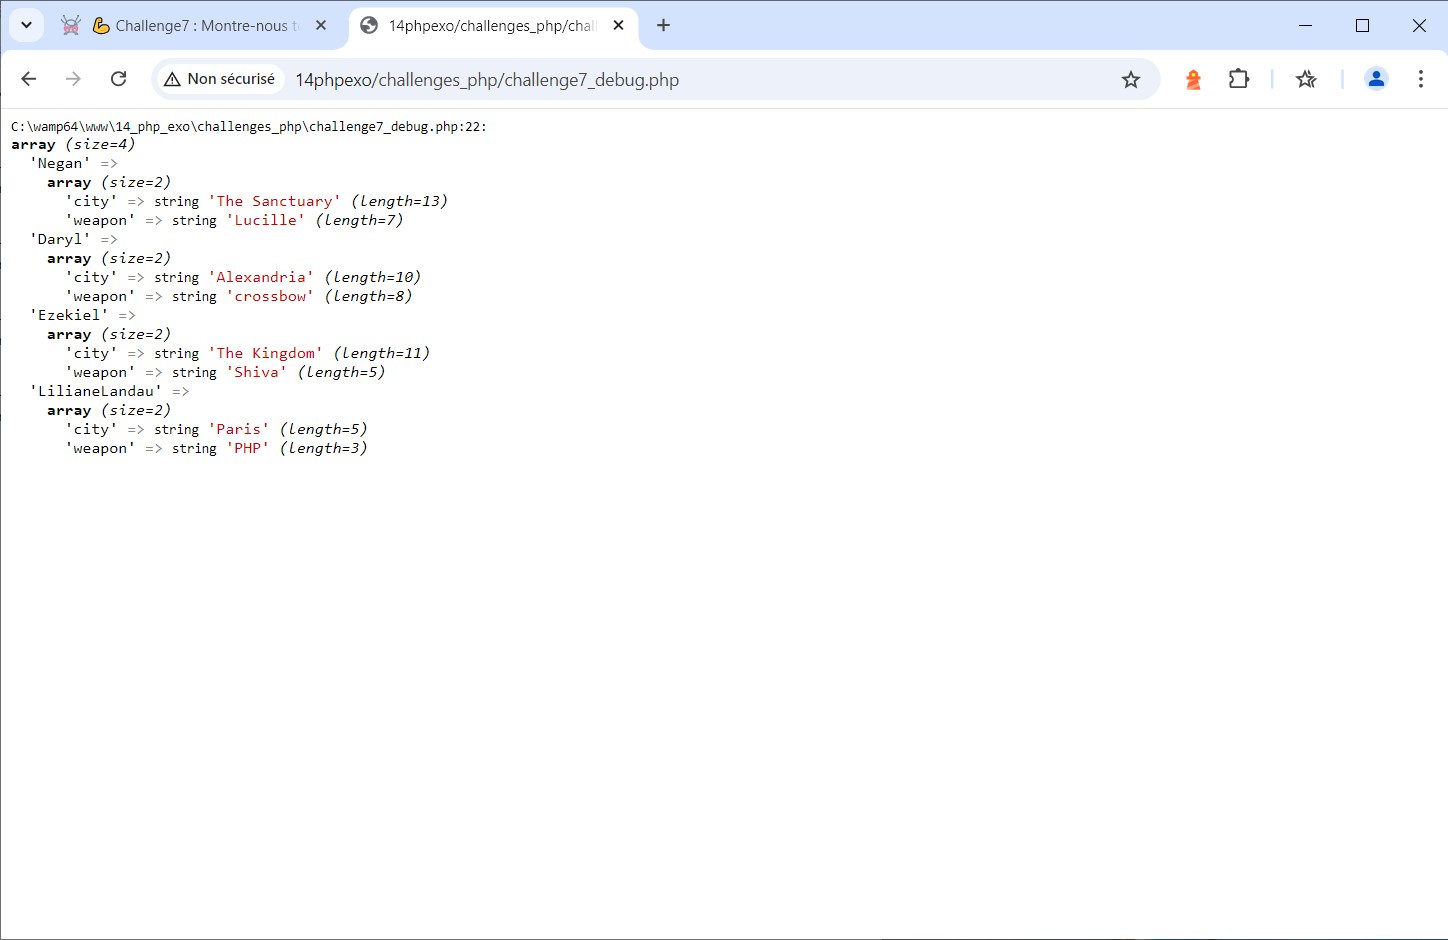 Challenge7 : Montre-nous t
14phpexo/challenges_php/chal
Non sécurisé
14phpexo/challenges_php/challenge7_debug.php
C:\wamp64\www\14_php_exo\challenges_php\challenge7_debug.php:22:
array (size=4)
  'Negan' =>
    array (size=2)
      'city' => string 'The Sanctuary' (length=13)
      'weapon' => string 'Lucille' (length=7)
  'Daryl' =>
    array (size=2)
      'city' => string 'Alexandria' (length=10)
      'weapon' => string 'crossbow' (length=8)
  'Ezekiel' =>
    array (size=2)
      'city' => string 'The Kingdom' (length=11)
      'weapon' => string 'Shiva' (length=5)
  'LilianeLandau' =>
    array (size=2)
      'city' => string 'Paris' (length=5)
      'weapon' => string 'PHP' (length=3)